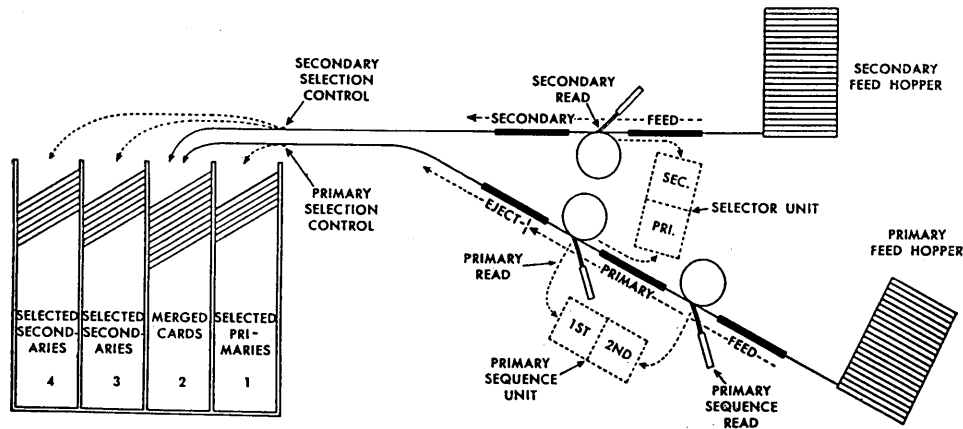 SECONDARY
SELECTION
CONTROL
SECONDARY
READ
SECONDARY
FEED HOPPER
SECONDARY
FEED
SEC.
PRI.
SELECTOR UNIT
PRIMARY
SELECTION
CONTROL
EJECT
PRIMARY
READ
PRIMARY
FEED
PRIMARY
FEED HOPPER
1ST
2ND
PRIMARY
SEQUENCE
UNIT
PRIMARY
SEQUENCE
READ
SELECTED
SECOND-
ARIES
4
SELECTED
SECOND-
ARIES
3
MERGED
CARDS
2
SELECTED
PRI-
MARIES
1